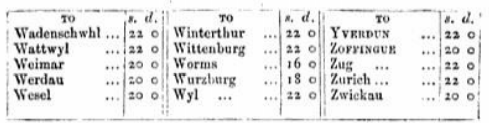 TO s. d.
Wadenschwhl ... 22 0
Wattwyl ... 22 0
Weimar ... 20 0
Werdau ... 20 0
Wesel ... 20 0
TO s. d.
Winterthur ... 22 0
Wittenburg ... 22 0
Worms ... 16 0
Wurzburg ... 18 0
Wyl ... ... 22 0
TO s. d.
YVERDUN ... 22 0
ZOFFINGUE ... 20 0
Zug ... ... 22 0
Zurich ... ... 22 0
Zwickau ... 20 0